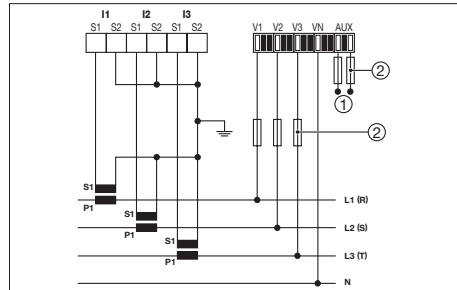 I1 I2 I3
S1 S2 S1 S2 S1 S2
V1 V2 V3 VN AUX
2
1
2
S1
P1
L1 (R)
S1
P1
L2 (S)
S1
P1
L3 (T)
N